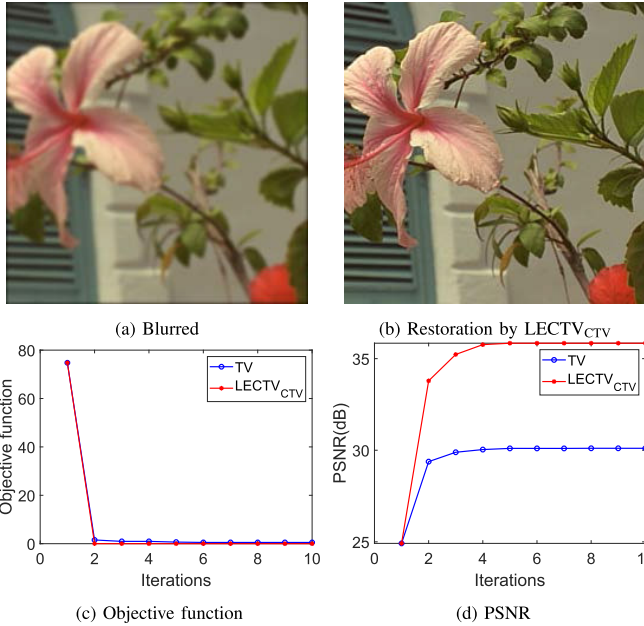 (a) Blurred
(b) Restoration by LECTV_CTV
Objective function
80
60
40
20
0
0 2 4 6 8 10
Iterations
TV
LECTV_CTV
(c) Objective function
PSNR(dB)
35
30
25
0 2 4 6 8
Iterations
TV
LECTV_CTV
(d) PSNR